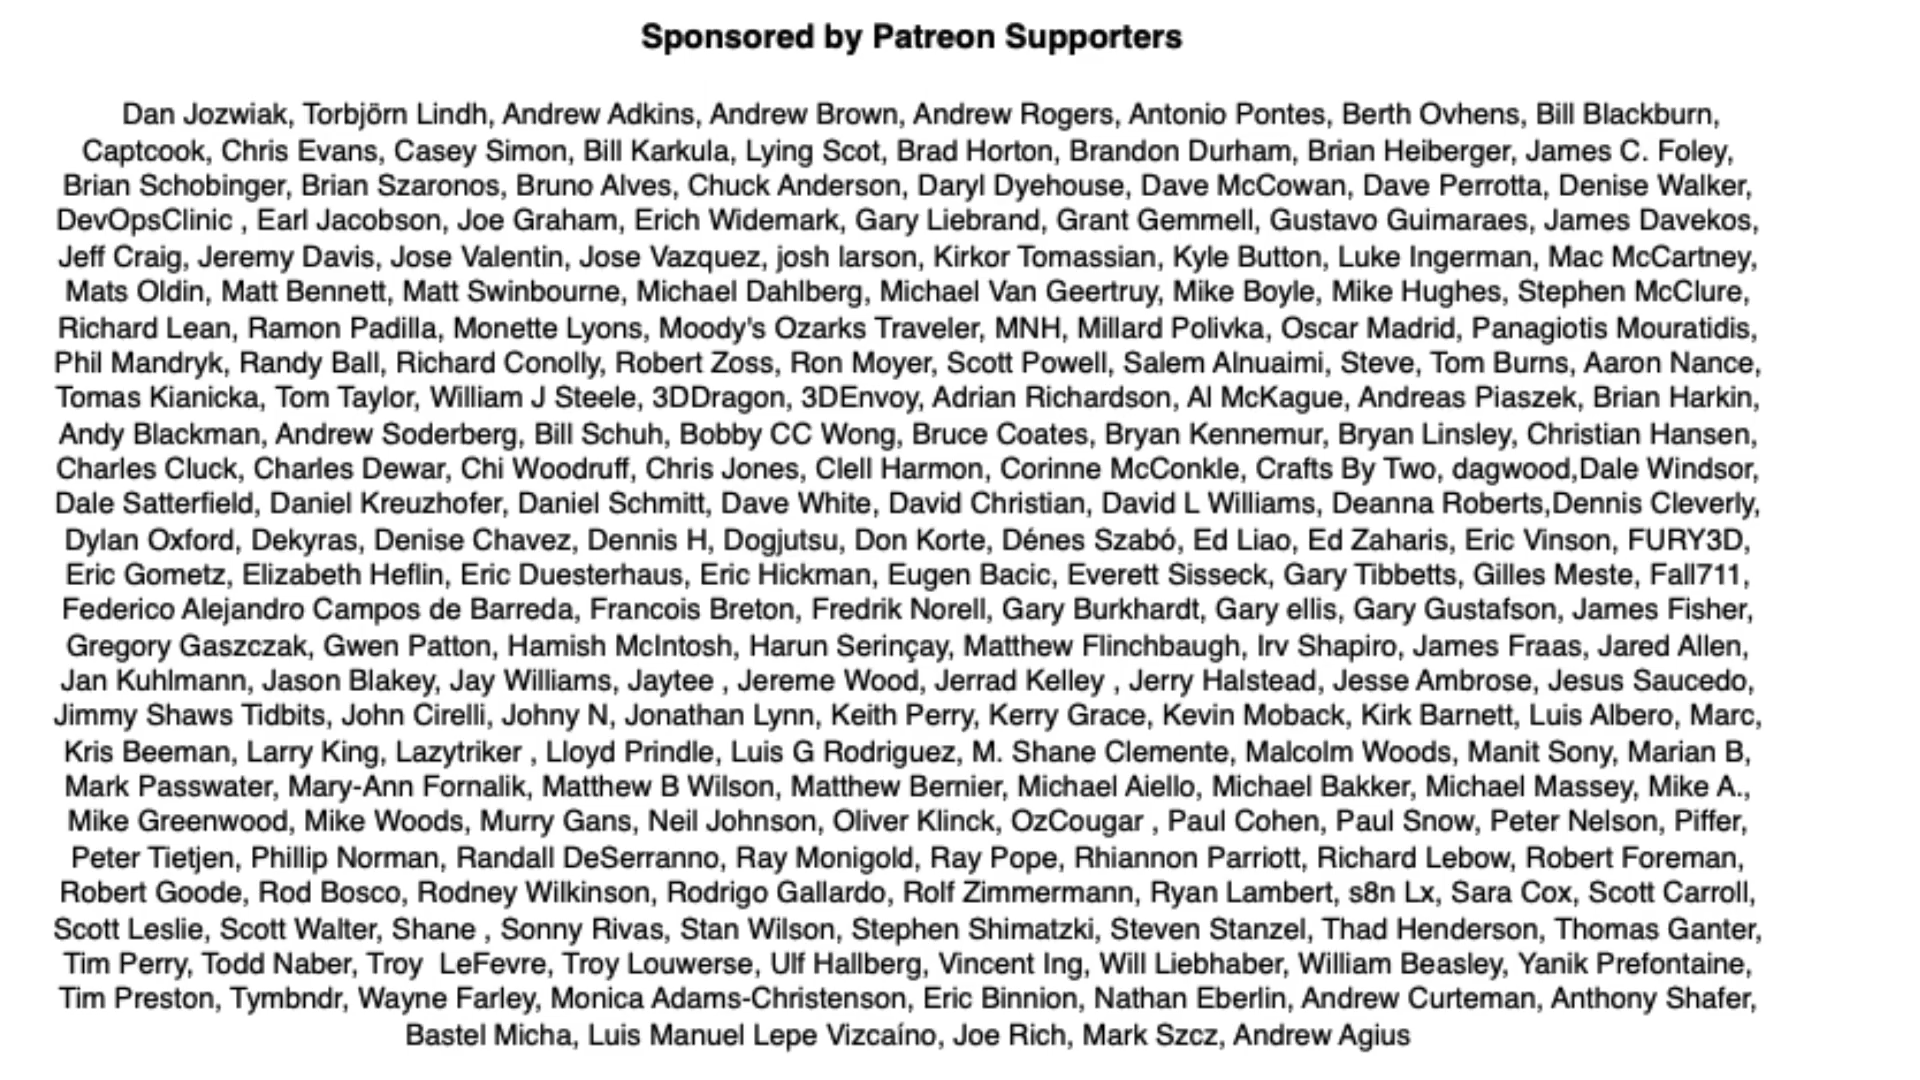 Sponsored by Patreon Supporters
Dan Jozwiak, Torbjörn Lindh, Andrew Adkins, Andrew Brown, Andrew Rogers, Antonio Pontes, Berth Ovhens, Bill Blackburn,
Captcook, Chris Evans, Casey Simon, Bill Karkula, Lying Scot, Brad Horton, Brandon Durham, Brian Heiberger, James C. Foley,
Brian Schobinger, Brian Szaronos, Bruno Alves, Chuck Anderson, Daryl Dyehouse, Dave McCowan, Dave Perrotta, Denise Walker,
DevOpsClinic , Earl Jacobson, Joe Graham, Erich Widemark, Gary Liebrand, Grant Gemmell, Gustavo Guimaraes, James Davekos,
Jeff Craig, Jeremy Davis, Jose Valentin, Jose Vazquez, josh larson, Kirkor Tomassian, Kyle Button, Luke Ingerman, Mac McCartney,
Mats Oldin, Matt Bennett, Matt Swinbourne, Michael Dahlberg, Michael Van Geertruy, Mike Boyle, Mike Hughes, Stephen McClure,
Richard Lean, Ramon Padilla, Monette Lyons, Moody's Ozarks Traveler, MNH, Millard Polivka, Oscar Madrid, Panagiotis Mouratidis,
Phil Mandryk, Randy Ball, Richard Conolly, Robert Zoss, Ron Moyer, Scott Powell, Salem Alnuaimi, Steve, Tom Burns, Aaron Nance,
Tomas Kianicka, Tom Taylor, William J Steele, 3DDragon, 3DEnvoy, Adrian Richardson, Al McKague, Andreas Piaszek, Brian Harkin,
Andy Blackman, Andrew Soderberg, Bill Schuh, Bobby CC Wong, Bruce Coates, Bryan Kennemur, Bryan Linsley, Christian Hansen,
Charles Cluck, Charles Dewar, Chi Woodruff, Chris Jones, Clell Harmon, Corinne McConkle, Crafts By Two, dagwood,Dale Windsor,
Dale Satterfield, Daniel Kreuzhofer, Daniel Schmitt, Dave White, David Christian, David L Williams, Deanna Roberts,Dennis Cleverly,
Dylan Oxford, Dekyras, Denise Chavez, Dennis H, Dogjutsu, Don Korte, Dénes Szabó, Ed Liao, Ed Zaharis, Eric Vinson, FURY3D,
Eric Gometz, Elizabeth Heflin, Eric Duesterhaus, Eric Hickman, Eugen Bacic, Everett Sisseck, Gary Tibbetts, Gilles Meste, Fall711,
Federico Alejandro Campos de Barreda, Francois Breton, Fredrik Norell, Gary Burkhardt, Gary ellis, Gary Gustafson, James Fisher,
Gregory Gaszczak, Gwen Patton, Hamish McIntosh, Harun Serinçay, Matthew Flinchbaugh, Irv Shapiro, James Fraas, Jared Allen,
Jan Kuhlmann, Jason Blakey, Jay Williams, Jaytee , Jereme Wood, Jerrad Kelley , Jerry Halstead, Jesse Ambrose, Jesus Saucedo,
Jimmy Shaws Tidbits, John Cirelli, Johny N, Jonathan Lynn, Keith Perry, Kerry Grace, Kevin Moback, Kirk Barnett, Luis Albero, Marc,
Kris Beeman, Larry King, Lazytriker , Lloyd Prindle, Luis G Rodriguez, M. Shane Clemente, Malcolm Woods, Manit Sony, Marian B,
Mark Passwater, Mary-Ann Fornalik, Matthew B Wilson, Matthew Bernier, Michael Aiello, Michael Bakker, Michael Massey, Mike A.,
Mike Greenwood, Mike Woods, Murry Gans, Neil Johnson, Oliver Klinck, OzCougar , Paul Cohen, Paul Snow, Peter Nelson, Piffer,
Peter Tietjen, Phillip Norman, Randall DeSerranno, Ray Monigold, Ray Pope, Rhiannon Parriott, Richard Lebow, Robert Foreman,
Robert Goode, Rod Bosco, Rodney Wilkinson, Rodrigo Gallardo, Rolf Zimmermann, Ryan Lambert, s8n Lx, Sara Cox, Scott Carroll,
Scott Leslie, Scott Walter, Shane , Sonny Rivas, Stan Wilson, Stephen Shimatzki, Steven Stanzel, Thad Henderson, Thomas Ganter,
Tim Perry, Todd Naber, Troy  LeFevre, Troy Louwerse, Ulf Hallberg, Vincent Ing, Will Liebhaber, William Beasley, Yanik Prefontaine,
Tim Preston, Tymbndr, Wayne Farley, Monica Adams-Christenson, Eric Binnion, Nathan Eberlin, Andrew Curteman, Anthony Shafer,
Bastel Micha, Luis Manuel Lepe Vizcaíno, Joe Rich, Mark Szcz, Andrew Agius